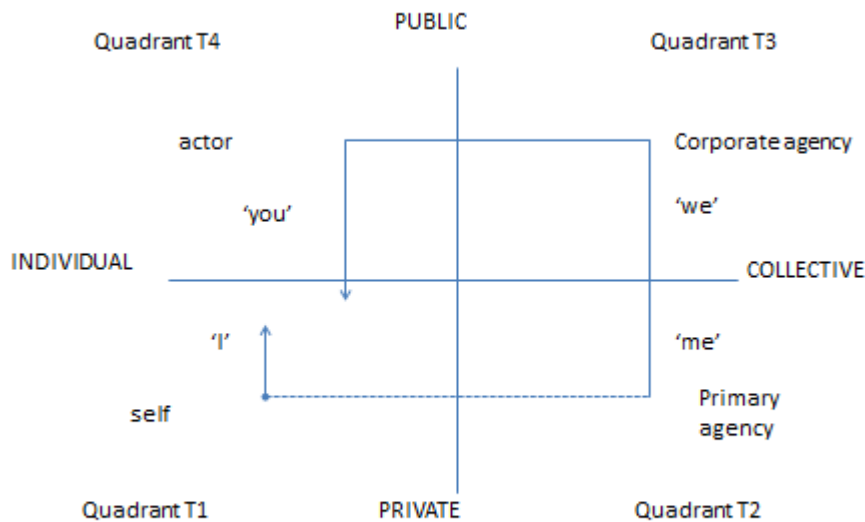 PUBLIC
Quadrant T4
Quadrant T3
actor
Corporate agency
‘you’
‘we’
INDIVIDUAL
COLLECTIVE
‘I’
‘me’
self
Primary
agency
Quadrant T1
PRIVATE
Quadrant T2